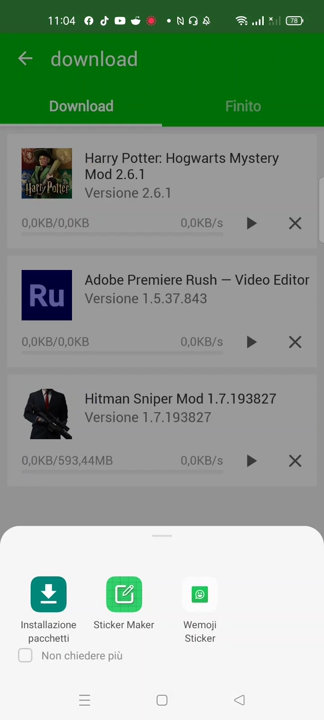 11:04
78
download
Download Finito
Harry Potter: Hogwarts Mystery
Mod 2.6.1
Versione 2.6.1
0,0KB/0,0KB 0,0KB/s
Ru
Adobe Premiere Rush — Video Editor
Versione 1.5.37.843
0,0KB/0,0KB 0,0KB/s
Hitman Sniper Mod 1.7.193827
Versione 1.7.193827
0,0KB/593,44MB 0,0KB/s
Installazione
pacchetti
Sticker Maker
Wemoji
Sticker
Non chiedere più